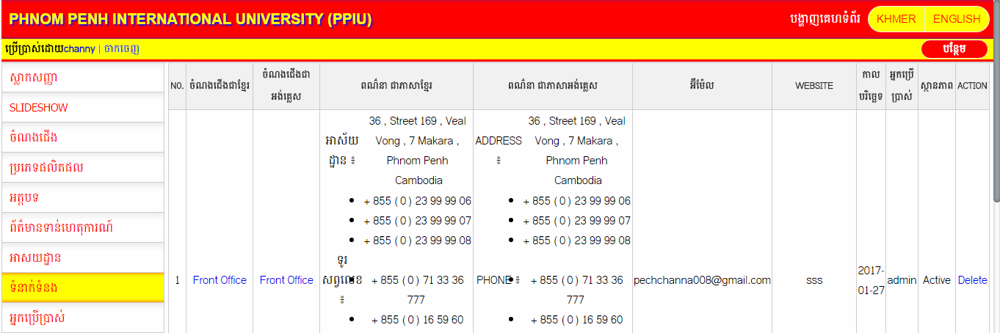 PHNOM PENH INTERNATIONAL UNIVERSITY (PPIU)
បង្ហាញគេហទំព័រ KHMER ENGLISH
ប្រើប្រាស់ដោយchanny | ចាកចេញ
បន្ថែម
ស្លាកសញ្ញា
SLIDESHOW
ចំណងជើង
ប្រភេទផលិតផល
អត្ថបទ
ព័ត៌មានទាន់ហេតុការណ៍
អាសយដ្ឋាន
ទំនាក់ទំនង
អ្នកប្រើប្រាស់
NO. ចំណងជើងជាខ្មែរ ចំណងជើងជា អង់គ្លេស ពណ៌នា ជាភាសាខ្មែរ ពណ៌នា ជាភាសាអង់គ្លេស អ៊ីម៉ែល WEBSITE កាល បរិច្ឆេទ អ្នកប្រើ ប្រាស់ ស្ថានភាព ACTION
1
Front Office
Front Office
អាស័យ
ដ្ឋាន ៖
36 , Street 169 , Veal
Vong , 7 Makara ,
Phnom Penh
Cambodia
+ 855 ( 0 ) 23 99 99 06
+ 855 ( 0 ) 23 99 99 07
+ 855 ( 0 ) 23 99 99 08
ទូរ
សព្វលេខ
៖
+ 855 ( 0 ) 71 33 36
777
+ 855 ( 0 ) 16 59 60
ADDRESS
៖
36 , Street 169 , Veal
Vong , 7 Makara ,
Phnom Penh
Cambodia
+ 855 ( 0 ) 23 99 99 06
+ 855 ( 0 ) 23 99 99 07
+ 855 ( 0 ) 23 99 99 08
PHONE ៖
+ 855 ( 0 ) 71 33 36
777
+ 855 ( 0 ) 16 59 60
pechchanna008@gmail.com
sss
2017-
01-27
admin
Active
Delete